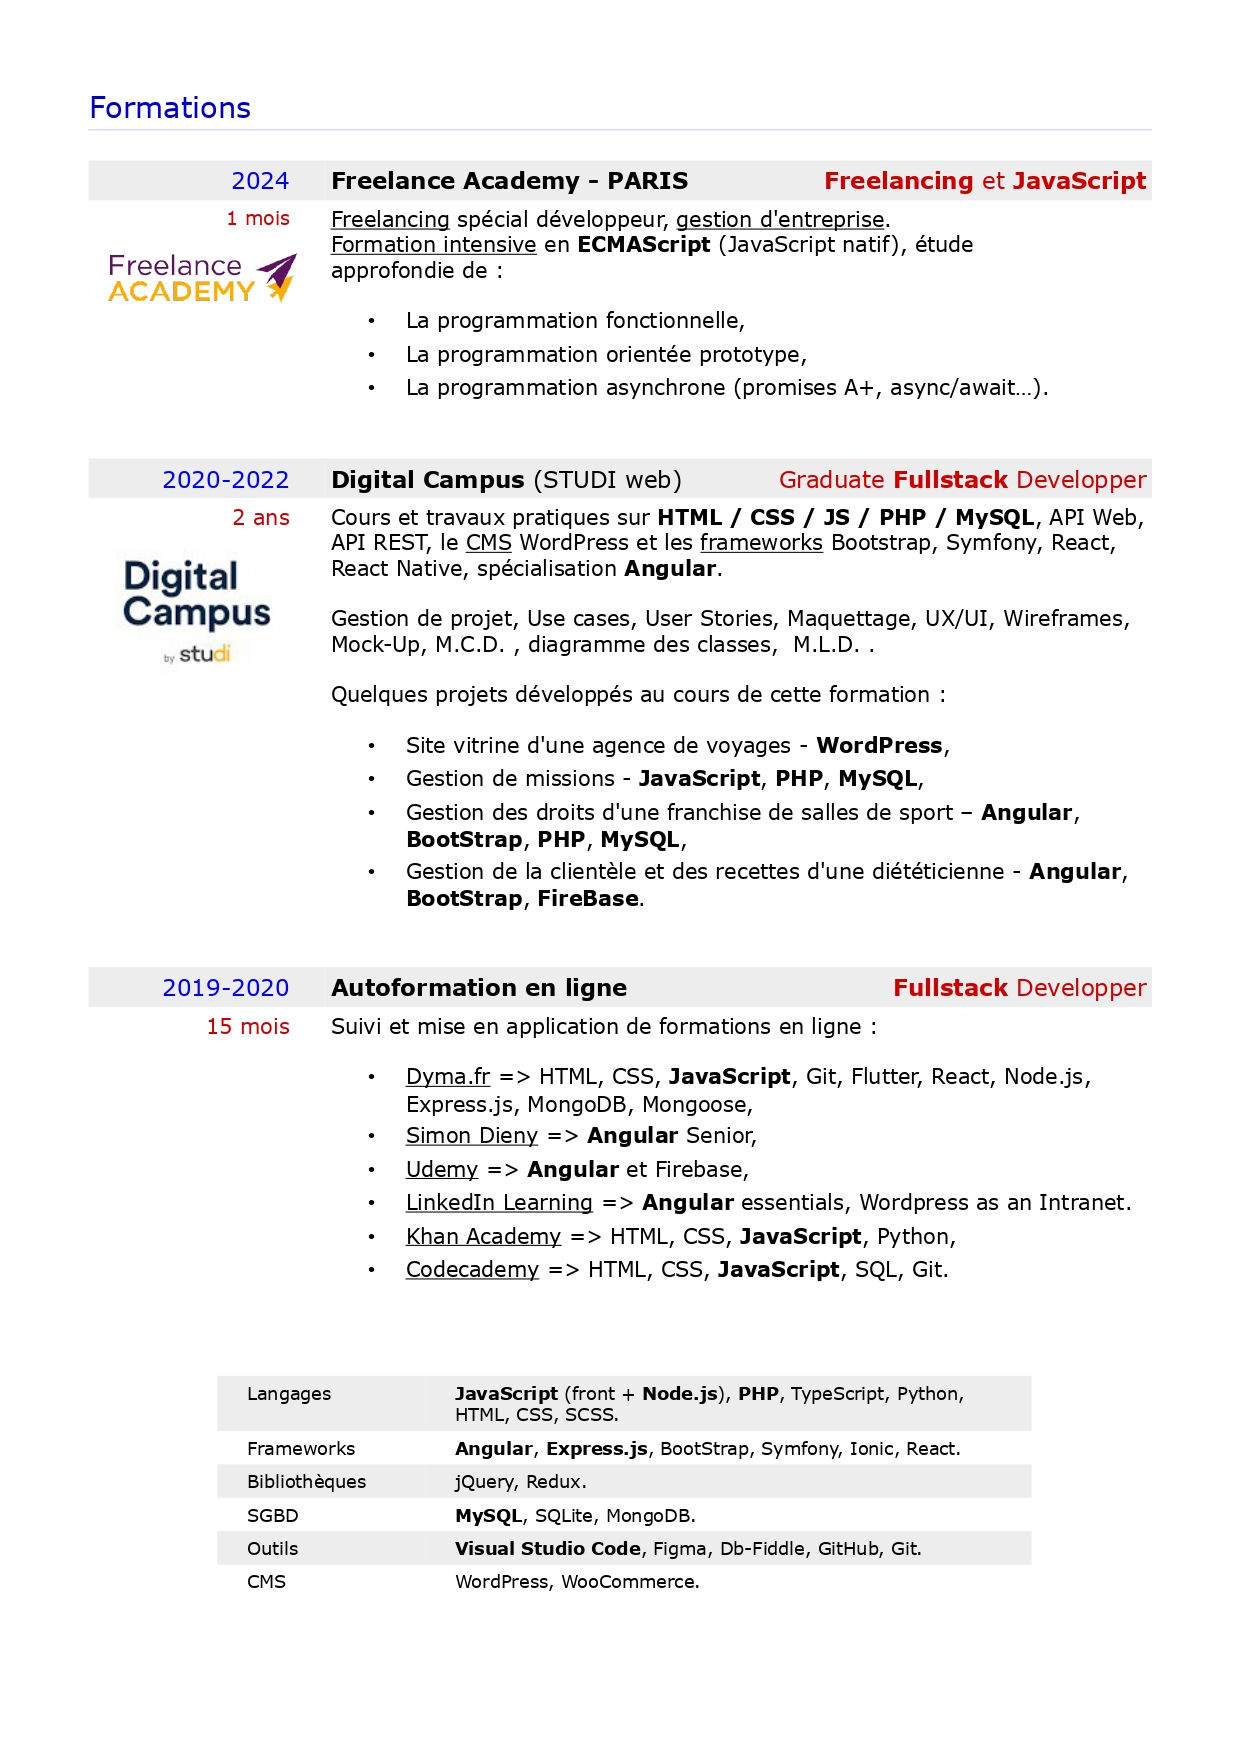 Formations
2024 Freelance Academy - PARIS Freelancing et JavaScript
1 mois Freelancing spécial développeur, gestion d'entreprise.
Formation intensive en ECMAScript (JavaScript natif), étude
approfondie de :
Freelance
ACADEMY
• La programmation fonctionnelle,
• La programmation orientée prototype,
• La programmation asynchrone (promises A+, async/await…).
2020-2022 Digital Campus (STUDI web) Graduate Fullstack Developper
2 ans Cours et travaux pratiques sur HTML / CSS / JS / PHP / MySQL, API Web,
API REST, le CMS WordPress et les frameworks Bootstrap, Symfony, React,
React Native, spécialisation Angular.
Digital
Campus
by studi
Gestion de projet, Use cases, User Stories, Maquettage, UX/UI, Wireframes,
Mock-Up, M.C.D. , diagramme des classes,  M.L.D. .
Quelques projets développés au cours de cette formation :
• Site vitrine d'une agence de voyages - WordPress,
• Gestion de missions - JavaScript, PHP, MySQL,
• Gestion des droits d'une franchise de salles de sport – Angular,
BootStrap, PHP, MySQL,
• Gestion de la clientèle et des recettes d'une diététicienne - Angular,
BootStrap, FireBase.
2019-2020 Autoformation en ligne Fullstack Developper
15 mois Suivi et mise en application de formations en ligne :
• Dyma.fr => HTML, CSS, JavaScript, Git, Flutter, React, Node.js,
Express.js, MongoDB, Mongoose,
• Simon Dieny => Angular Senior,
• Udemy => Angular et Firebase,
• LinkedIn Learning => Angular essentials, Wordpress as an Intranet.
• Khan Academy => HTML, CSS, JavaScript, Python,
• Codecademy => HTML, CSS, JavaScript, SQL, Git.
Langages JavaScript (front + Node.js), PHP, TypeScript, Python,
HTML, CSS, SCSS.
Frameworks Angular, Express.js, BootStrap, Symfony, Ionic, React.
Bibliothèques jQuery, Redux.
SGBD MySQL, SQLite, MongoDB.
Outils Visual Studio Code, Figma, Db-Fiddle, GitHub, Git.
CMS WordPress, WooCommerce.